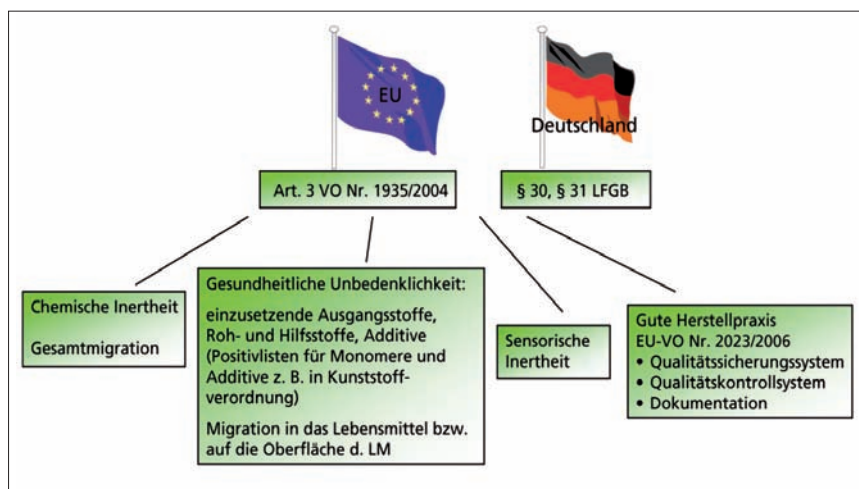 EU
Deutschland
Art. 3 VO Nr. 1935/2004
§ 30, § 31 LFGB
Chemische Inertheit
Gesamtmigration
Gesundheitliche Unbedenklichkeit:
einzusetzende Ausgangsstoffe,
Roh- und Hilfsstoffe, Additive
(Positivlisten für Monomere und
Additive z. B. in Kunststoff-
verordnung)
Migration in das Lebensmittel bzw.
auf die Oberfläche d. LM
Sensorische
Inertheit
Gute Herstellpraxis
EU-VO Nr. 2023/2006
• Qualitätssicherungssystem
• Qualitätskontrollsystem
• Dokumentation